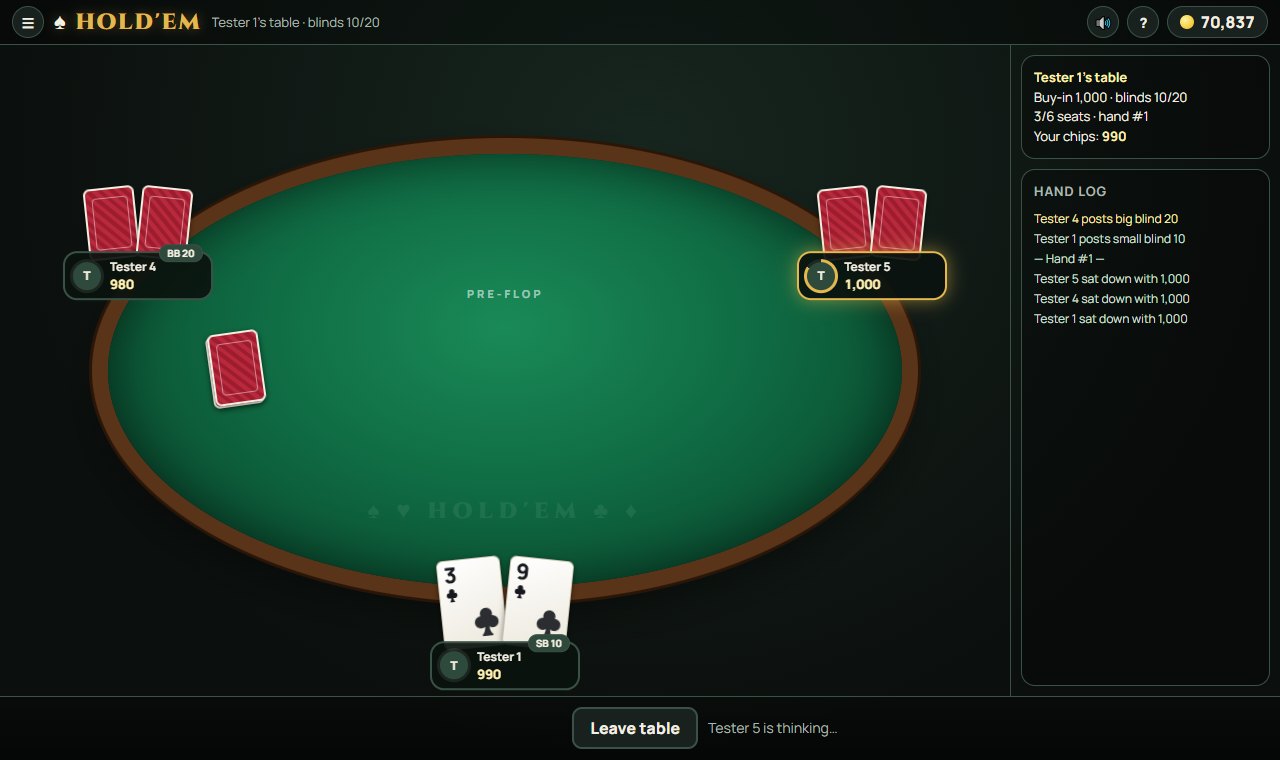 ☰ ♠ HOLD'EM Tester 1's table · blinds 10/20
? 70,837
Tester 1's table
Buy-in 1,000 · blinds 10/20
3/6 seats · hand #1
Your chips: 990
HAND LOG
Tester 4 posts big blind 20
Tester 1 posts small blind 10
— Hand #1 —
Tester 5 sat down with 1,000
Tester 4 sat down with 1,000
Tester 1 sat down with 1,000
BB 20
T Tester 4
980
T Tester 5
1,000
PRE-FLOP
♠ ♥ HOLD'EM ♣ ♦
3 9
♣ ♣
SB 10
T Tester 1
990
Leave table Tester 5 is thinking…